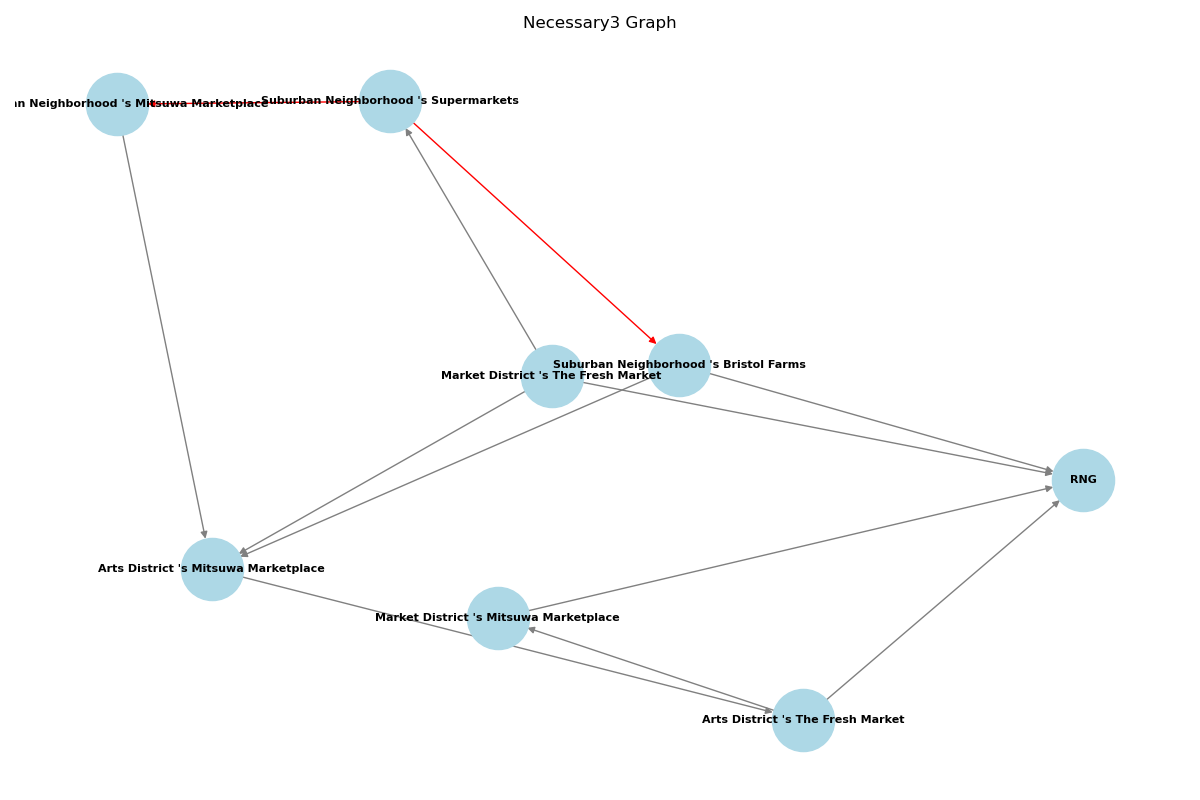 Necessary3 Graph
Neighborhood 's Mitsuwa Marketplace
Suburban Neighborhood 's Supermarkets
Suburban Neighborhood 's Bristol Farms
Market District 's The Fresh Market
RNG
Arts District 's Mitsuwa Marketplace
Market District 's Mitsuwa Marketplace
Arts District 's The Fresh Market